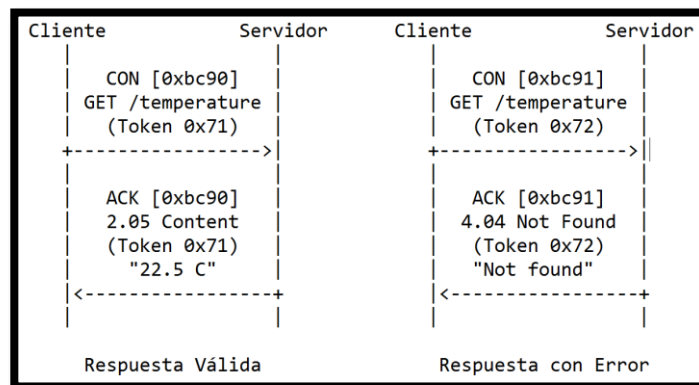 Cliente Servidor Cliente Servidor
CON [0xbc90] CON [0xbc91]
GET /temperature GET /temperature
(Token 0x71) (Token 0x72)
ACK [0xbc90] ACK [0xbc91]
2.05 Content 4.04 Not Found
(Token 0x71) (Token 0x72)
"22.5 C" "Not found"
Respuesta Válida Respuesta con Error